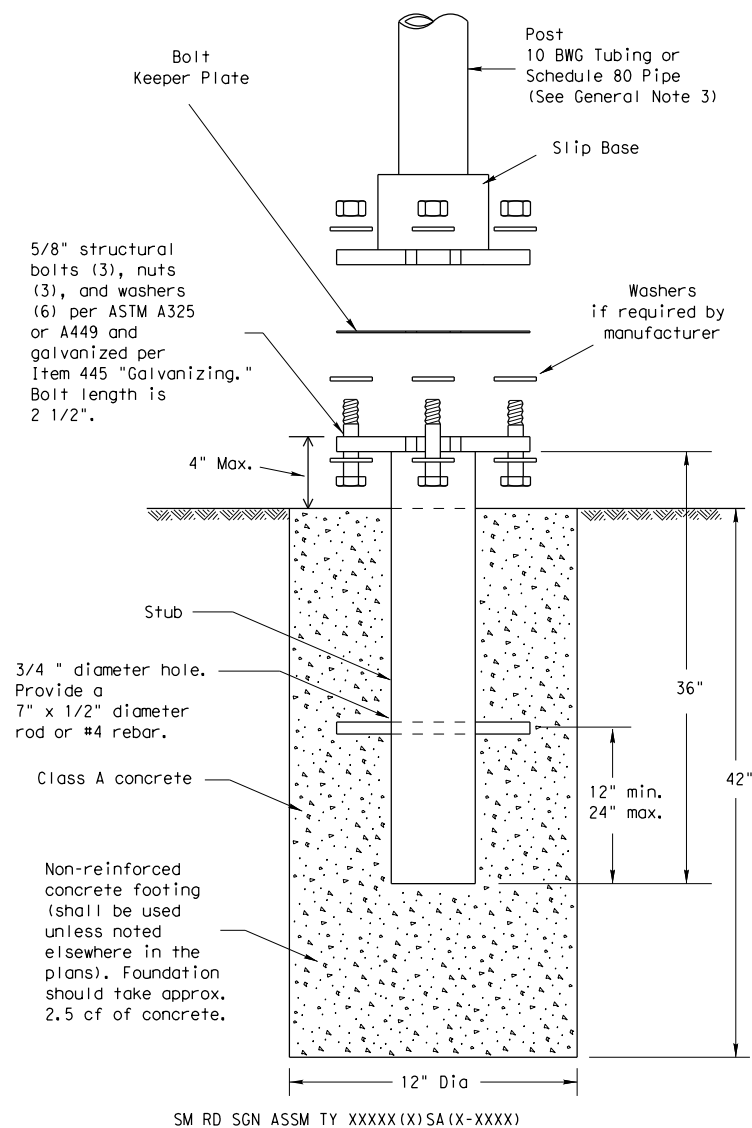 Post
10 BWG Tubing or
Schedule 80 Pipe
(See General Note 3)
Bolt
Keeper Plate
Slip Base
5/8" structural
bolts (3), nuts
(3), and washers
(6) per ASTM A325
or A449 and
galvanized per
Item 445 "Galvanizing."
Bolt length is
2 1/2".
Washers
if required by
manufacturer
4" Max.
Stub
3/4 " diameter hole.
Provide a
7" x 1/2" diameter
rod or #4 rebar.
36"
Class A concrete
12" min.
24" max.
42"
Non-reinforced
concrete footing
(shall be used
unless noted
elsewhere in the
plans). Foundation
should take approx.
2.5 cf of concrete.
12" Dia
SM RD SGN ASSM TY XXXXX(X)SA(X-XXXX)